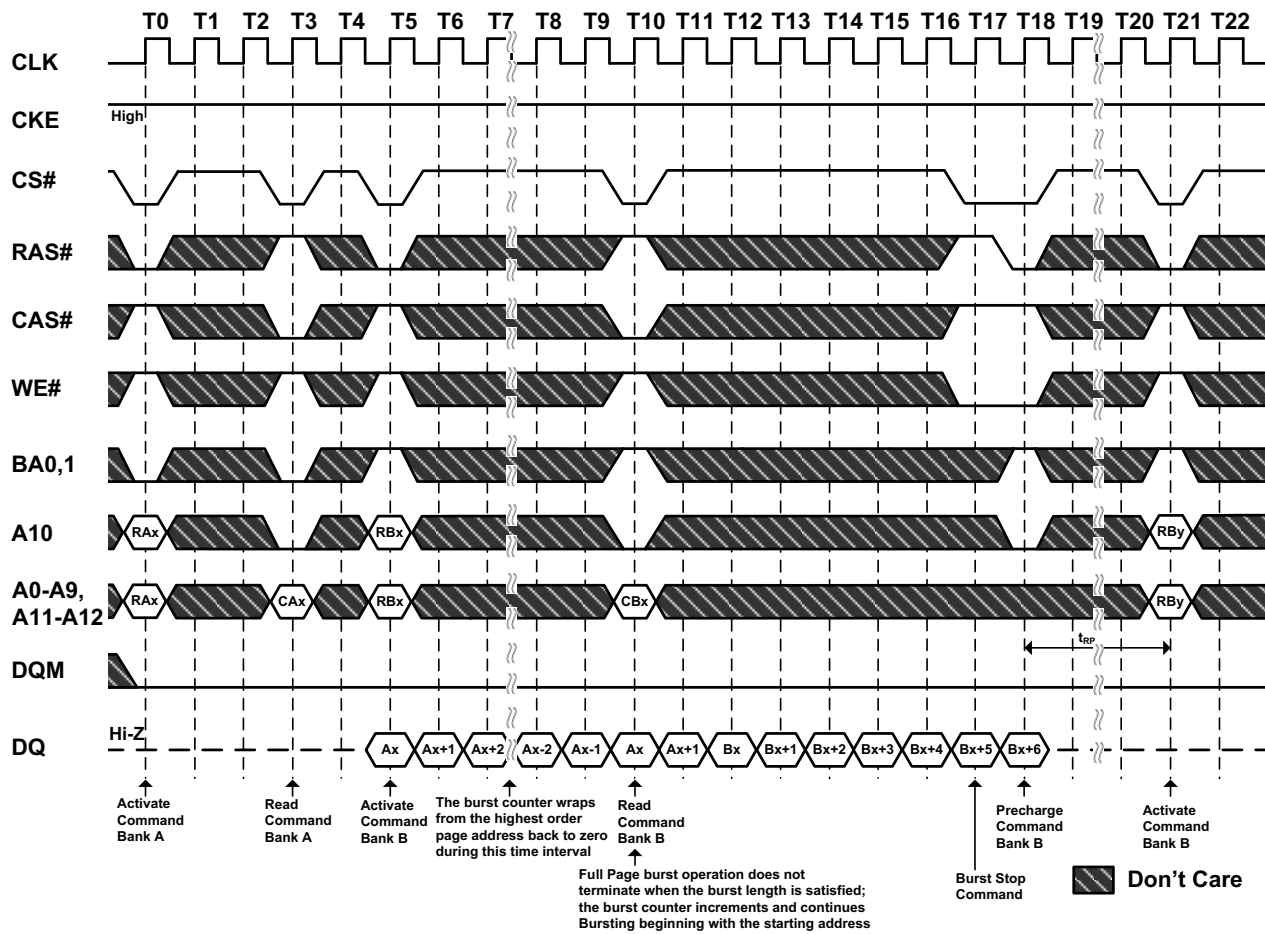 T0 T1 T2 T3 T4 T5 T6 T7 T8 T9 T10 T11 T12 T13 T14 T15 T16 T17 T18 T19 T20 T21 T22
CLK
CKE High
CS#
RAS#
CAS#
WE#
BA0,1
A10 RAx RBx RBy
A0-A9,
A11-A12 RAx CAx RBx CBx RBy
tRP
DQM
DQ Hi-Z Ax Ax+1 Ax+2 Ax-2 Ax-1 Ax Ax+1 Bx Bx+1 Bx+2 Bx+3 Bx+4 Bx+5 Bx+6
Activate
Command
Bank A
Read
Command
Bank A
Activate
Command
Bank B
The burst counter wraps
from the highest order
page address back to zero
during this time interval
Read
Command
Bank B
Full Page burst operation does not
terminate when the burst length is satisfied;
the burst counter increments and continues
Bursting beginning with the starting address
Burst Stop
Command
Precharge
Command
Bank B
Activate
Command
Bank B
Don't Care